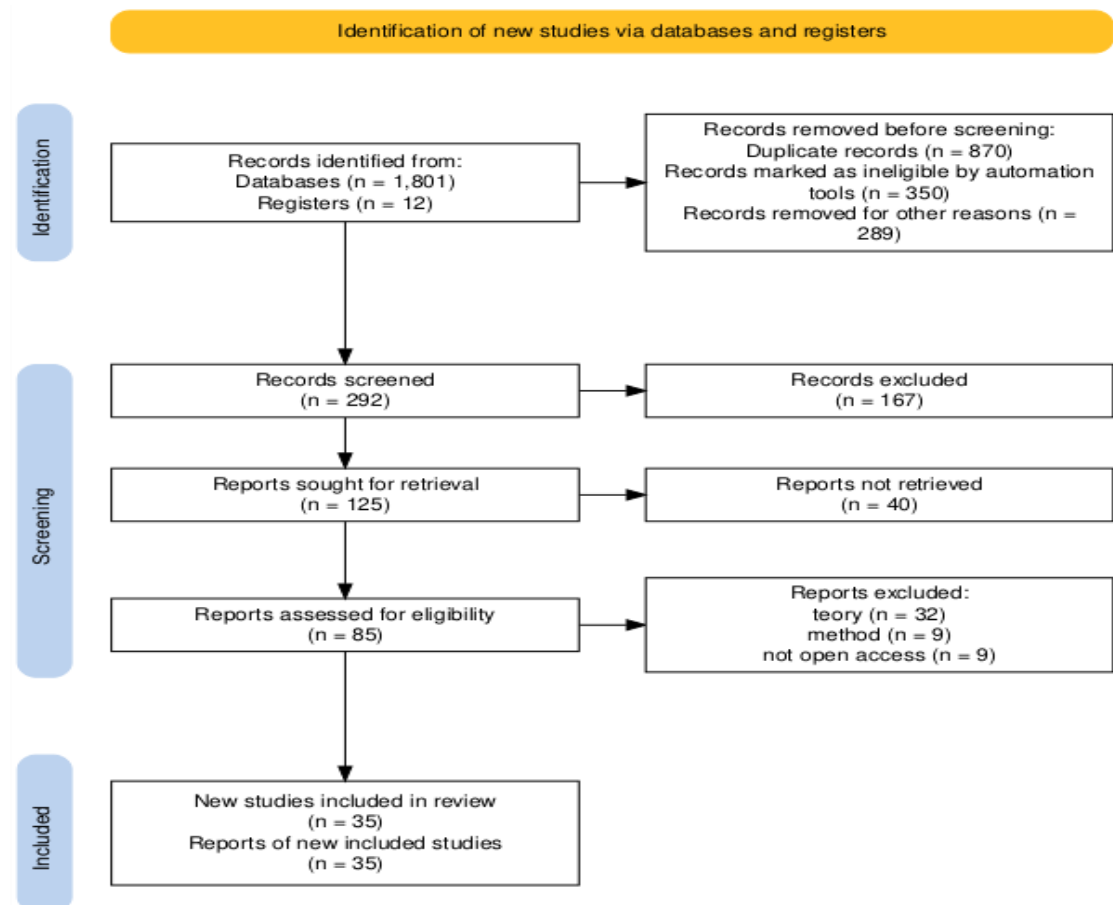 Identification of new studies via databases and registers
Identification
Records identified from:
Databases (n = 1,801)
Registers (n = 12)
Records removed before screening:
Duplicate records (n = 870)
Records marked as ineligible by automation
tools (n = 350)
Records removed for other reasons (n =
289)
Screening
Records screened
(n = 292)
Records excluded
(n = 167)
Reports sought for retrieval
(n = 125)
Reports not retrieved
(n = 40)
Reports assessed for eligibility
(n = 85)
Reports excluded:
teory (n = 32)
method (n = 9)
not open access (n = 9)
Included
New studies included in review
(n = 35)
Reports of new included studies
(n = 35)